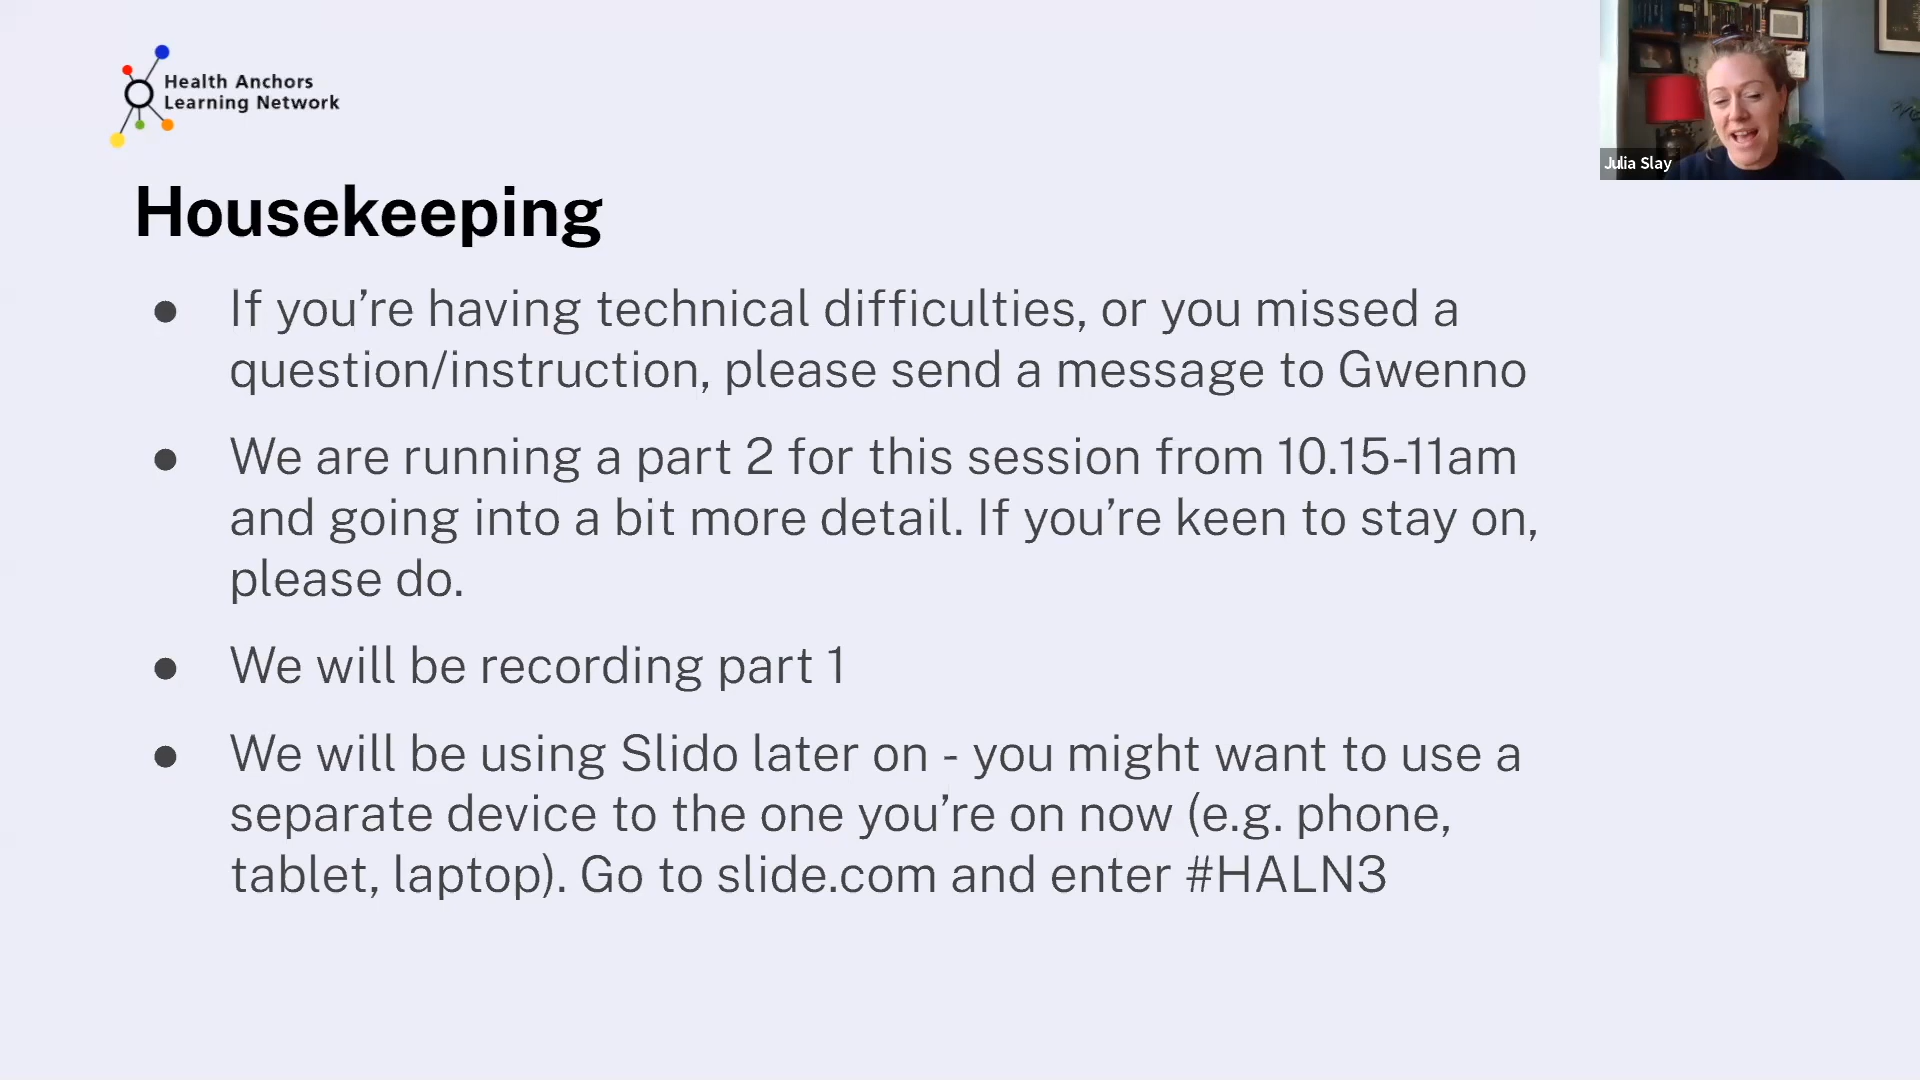 Health Anchors
Learning Network
Julia Slay
Housekeeping
● If you’re having technical difficulties, or you missed a
question/instruction, please send a message to Gwenno
● We are running a part 2 for this session from 10.15-11am
and going into a bit more detail. If you’re keen to stay on,
please do.
● We will be recording part 1
● We will be using Slido later on - you might want to use a
separate device to the one you’re on now (e.g. phone,
tablet, laptop). Go to slide.com and enter #HALN3